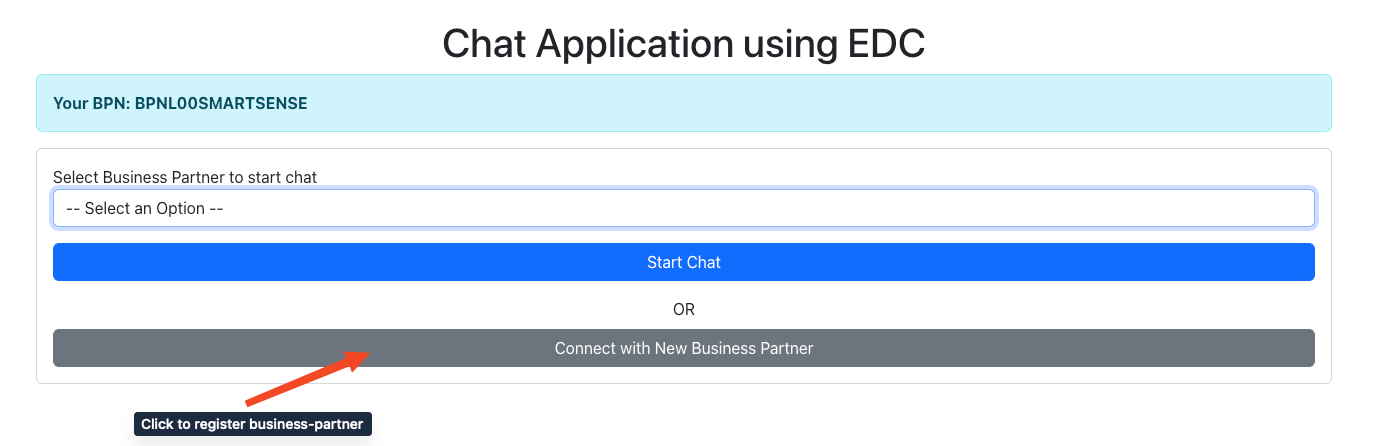 Chat Application using EDC
Your BPN: BPNL00SMARTSENSE
Select Business Partner to start chat
-- Select an Option --
Start Chat
OR
Connect with New Business Partner
Click to register business-partner